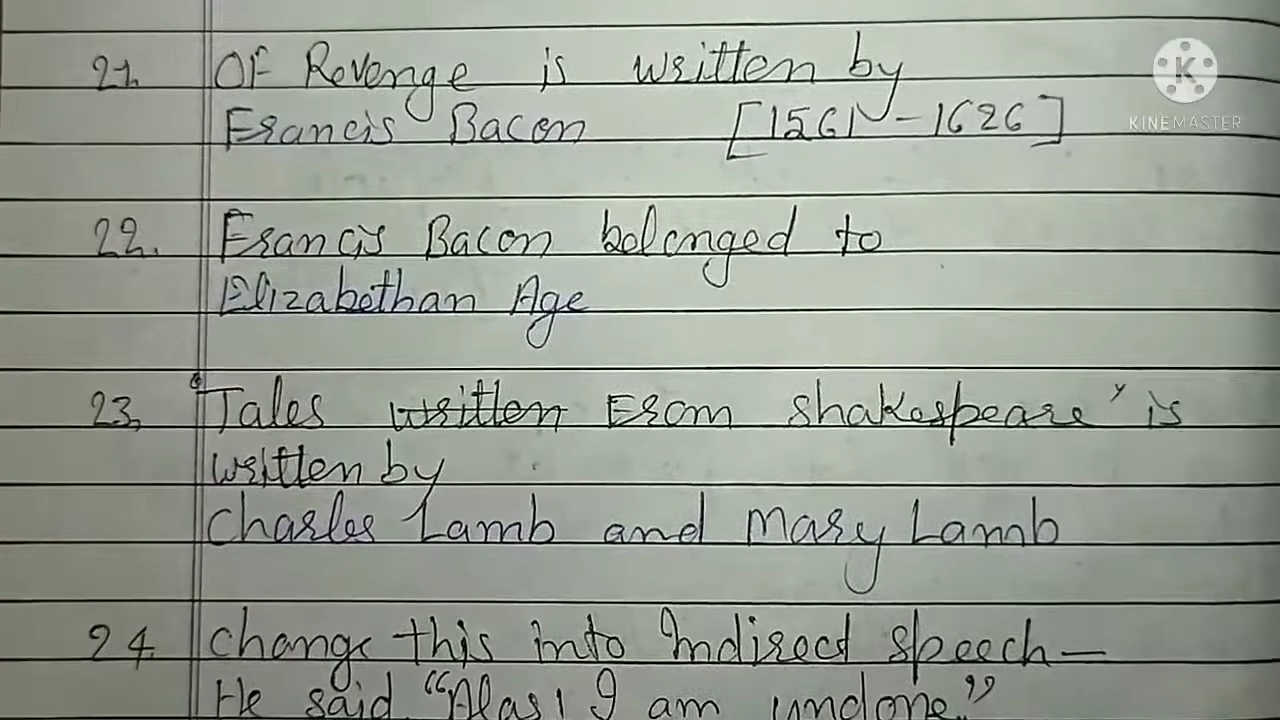 21. Of Revenge is written by
Francis Bacon [1561 - 1626]
22. Francis Bacon belonged to
Elizabethan Age
23. "Tales written From shakespeare" is
written by
Charles Lamb and Mary Lamb
24. change this into Indirect speech—
He said "Alas! I am undone."
KINEMASTER